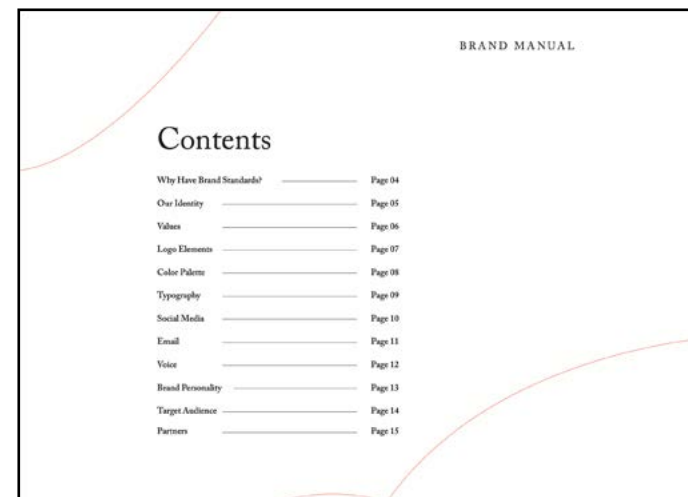 BRAND MANUAL
Contents
Why Have Brand Standards? Page 04
Our Identity Page 05
Values Page 06
Logo Elements Page 07
Color Palette Page 08
Typography Page 09
Social Media Page 10
Email Page 11
Voice Page 12
Brand Personality Page 13
Target Audience Page 14
Partners Page 15